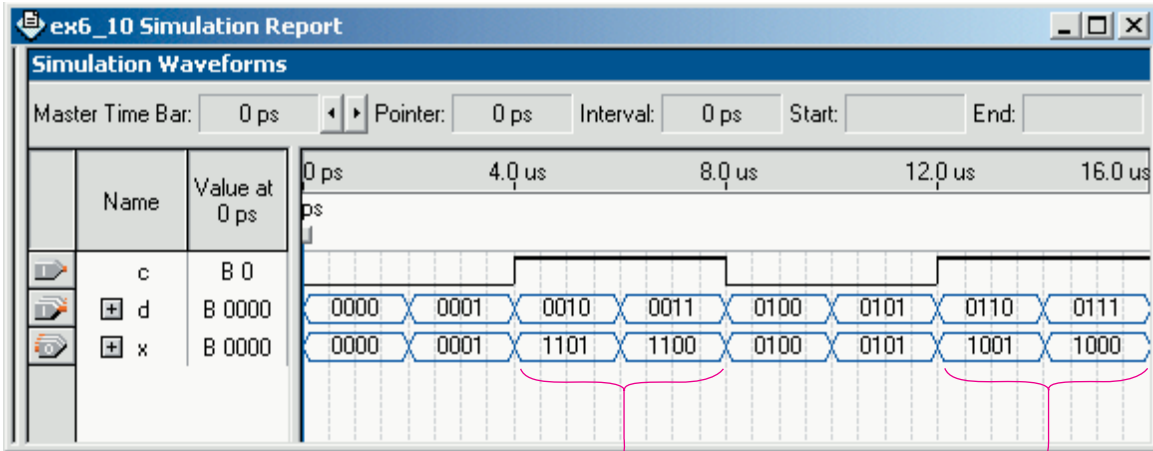 ex6_10 Simulation Report
Simulation Waveforms
Master Time Bar: 0 ps Pointer: 0 ps Interval: 0 ps Start: End:
Name Value at 0 ps 0 ps 4.0 us 8.0 us 12.0 us 16.0 us
ps
c B 0
d B 0000 0000 0001 0010 0011 0100 0101 0110 0111
x B 0000 0000 0001 1101 1100 0100 0101 1001 1000